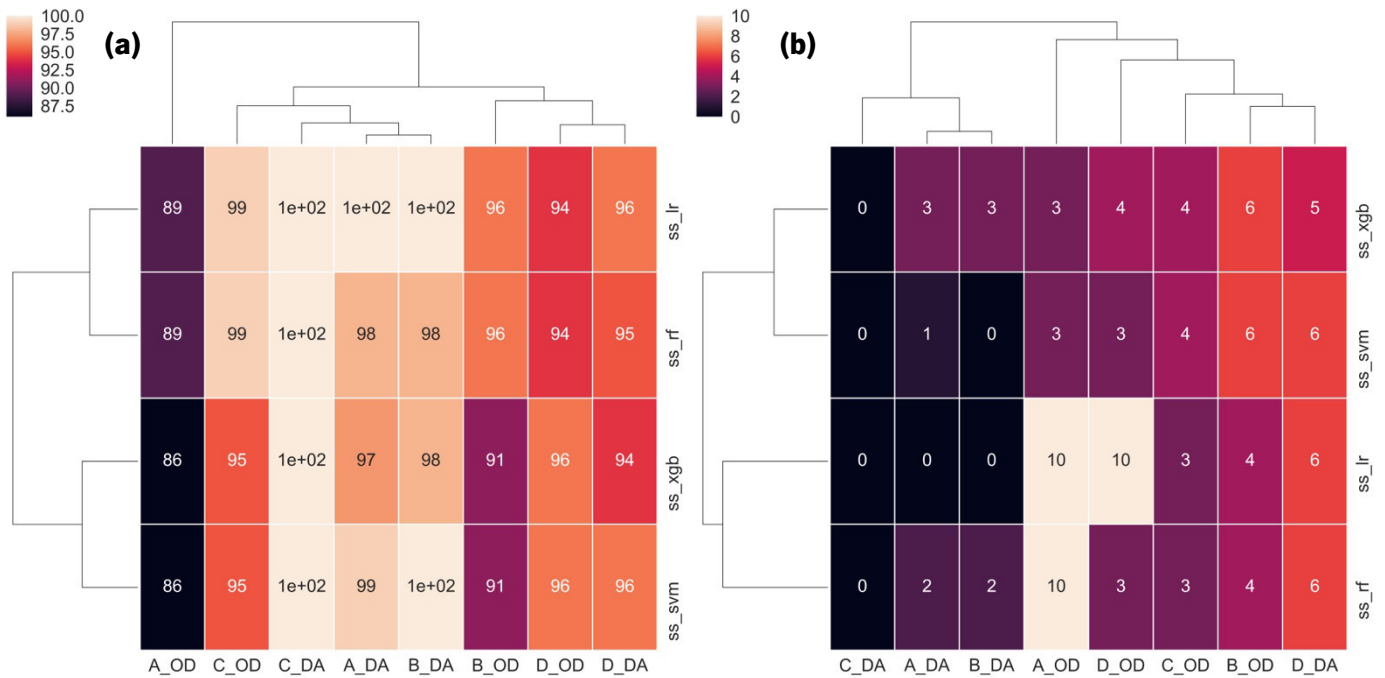 100.0
97.5
95.0
92.5
90.0
87.5
(a)
89 99 1e+02 1e+02 1e+02 96 94 96 ss_lr
89 99 1e+02 98 98 96 94 95 ss_rf
86 95 1e+02 97 98 91 96 94 ss_xgb
86 95 1e+02 99 1e+02 91 96 96 ss_svm
A_OD C_OD C_DA A_DA B_DA B_OD D_OD D_DA
10
8
6
4
2
0
(b)
0 3 3 3 4 4 6 5 ss_xgb
0 1 0 3 3 4 6 6 ss_svm
0 0 0 10 10 3 4 6 ss_lr
0 2 2 10 3 3 4 6 ss_rf
C_DA A_DA B_DA A_OD D_OD C_OD B_OD D_DA